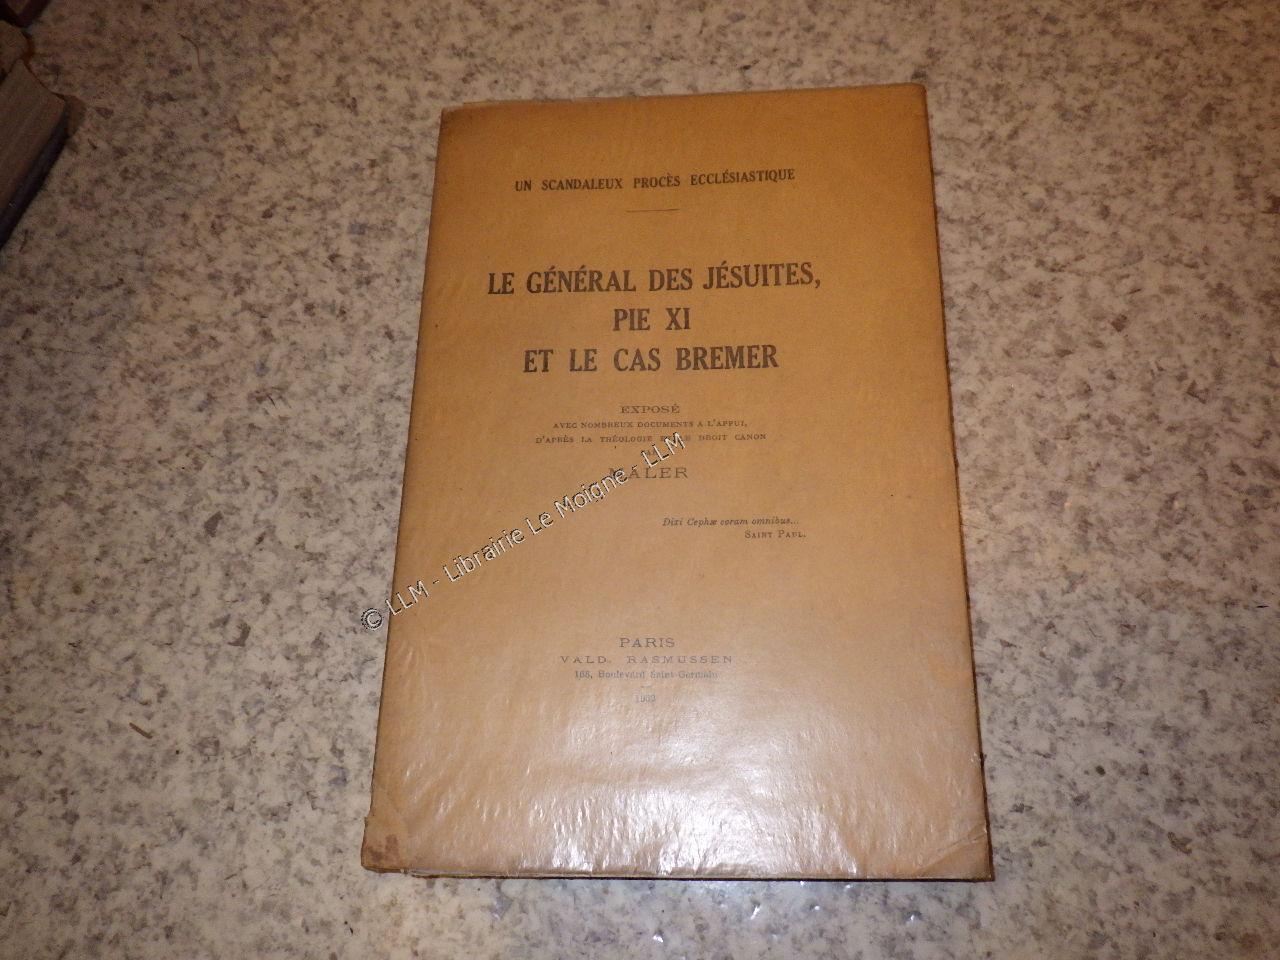 UN SCANDALEUX PROCÈS ECCLÉSIASTIQUE
LE GÉNÉRAL DES JÉSUITES,
PIE XI
ET LE CAS BREMER
EXPOSÉ
AVEC NOMBREUX DOCUMENTS A L'APPUI,
D'APRÈS LA THÉOLOGIE ET LE DROIT CANON
MALER
Dixi Cephæ coram omnibus...
SAINT PAUL.
© LLM - Librairie Le Moigne - LLM
PARIS
VALD. RASMUSSEN
168, Boulevard Saint-Germain